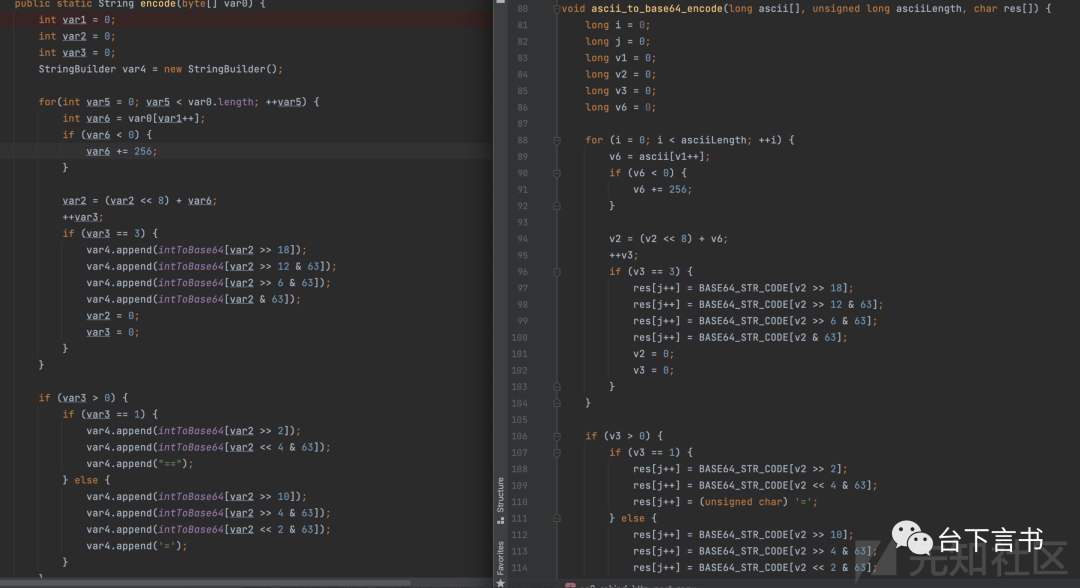 public static String encode(byte[] var0) {
int var1 = 0;
int var2 = 0;
int var3 = 0;
StringBuilder var4 = new StringBuilder();
for(int var5 = 0; var5 < var0.length; ++var5) {
int var6 = var0[var1++];
if (var6 < 0) {
var6 += 256;
}
var2 = (var2 << 8) + var6;
++var3;
if (var3 == 3) {
var4.append(intToBase64[var2 >> 18]);
var4.append(intToBase64[var2 >> 12 & 63]);
var4.append(intToBase64[var2 >> 6 & 63]);
var4.append(intToBase64[var2 & 63]);
var2 = 0;
var3 = 0;
}
}
if (var3 > 0) {
if (var3 == 1) {
var4.append(intToBase64[var2 >> 2]);
var4.append(intToBase64[var2 << 4 & 63]);
var4.append("==");
} else {
var4.append(intToBase64[var2 >> 10]);
var4.append(intToBase64[var2 >> 4 & 63]);
var4.append(intToBase64[var2 << 2 & 63]);
var4.append('=');
}
Structure
Favorites
80 void ascii_to_base64_encode(long ascii[], unsigned long asciiLength, char res[]) {
81 long i = 0;
82 long j = 0;
83 long v1 = 0;
84 long v2 = 0;
85 long v3 = 0;
86 long v6 = 0;
87
88 for (i = 0; i < asciiLength; ++i) {
89 v6 = ascii[v1++];
90 if (v6 < 0) {
91 v6 += 256;
92 }
93
94 v2 = (v2 << 8) + v6;
95 ++v3;
96 if (v3 == 3) {
97 res[j++] = BASE64_STR_CODE[v2 >> 18];
98 res[j++] = BASE64_STR_CODE[v2 >> 12 & 63];
99 res[j++] = BASE64_STR_CODE[v2 >> 6 & 63];
100 res[j++] = BASE64_STR_CODE[v2 & 63];
101 v2 = 0;
102 v3 = 0;
103 }
104 }
105
106 if (v3 > 0) {
107 if (v3 == 1) {
108 res[j++] = BASE64_STR_CODE[v2 >> 2];
109 res[j++] = BASE64_STR_CODE[v2 << 4 & 63];
110 res[j++] = (unsigned char) '=';
111 } else {
112 res[j++] = BASE64_STR_CODE[v2 >> 10];
113 res[j++] = BASE64_STR_CODE[v2 >> 4 & 63];
114 res[j++] = BASE64_STR_CODE[v2 << 2 & 63];
台下言书
先知社区